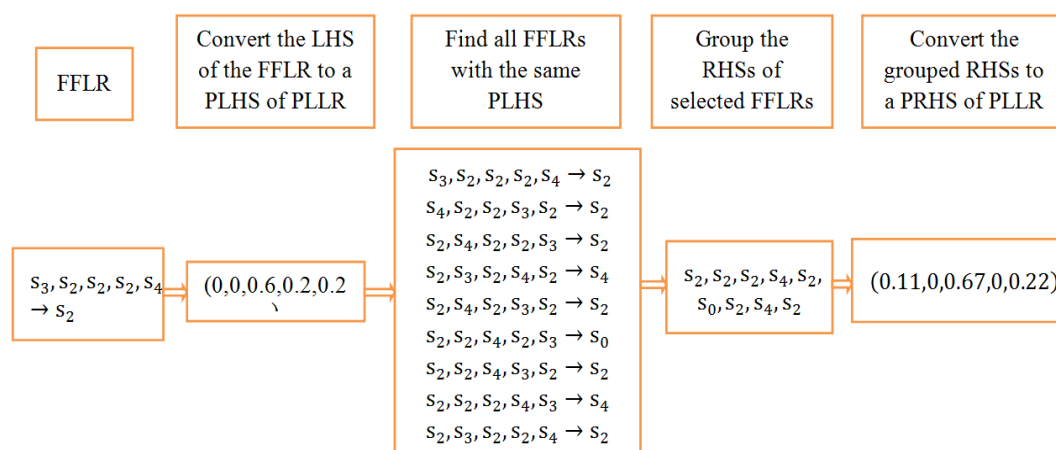 FFLR
Convert the LHS
of the FFLR to a
PLHS of PLLR
Find all FFLRs
with the same
PLHS
Group the
RHSs of
selected FFLRs
Convert the
grouped RHSs to
a PRHS of PLLR
s₃, s₂, s₂, s₂, s₄
→ s₂
(0,0,0.6,0.2,0.2
s₃, s₂, s₂, s₂, s₄ → s₂
s₄, s₂, s₂, s₃, s₂ → s₂
s₂, s₄, s₂, s₂, s₃ → s₂
s₂, s₃, s₂, s₄, s₂ → s₄
s₂, s₄, s₂, s₃, s₂ → s₂
s₂, s₂, s₄, s₂, s₃ → s₀
s₂, s₂, s₄, s₃, s₂ → s₂
s₂, s₂, s₂, s₄, s₃ → s₄
s₂, s₃, s₂, s₂, s₄ → s₂
s₂, s₂, s₂, s₄, s₂,
s₀, s₂, s₄, s₂
(0.11,0,0.67,0,0.22)